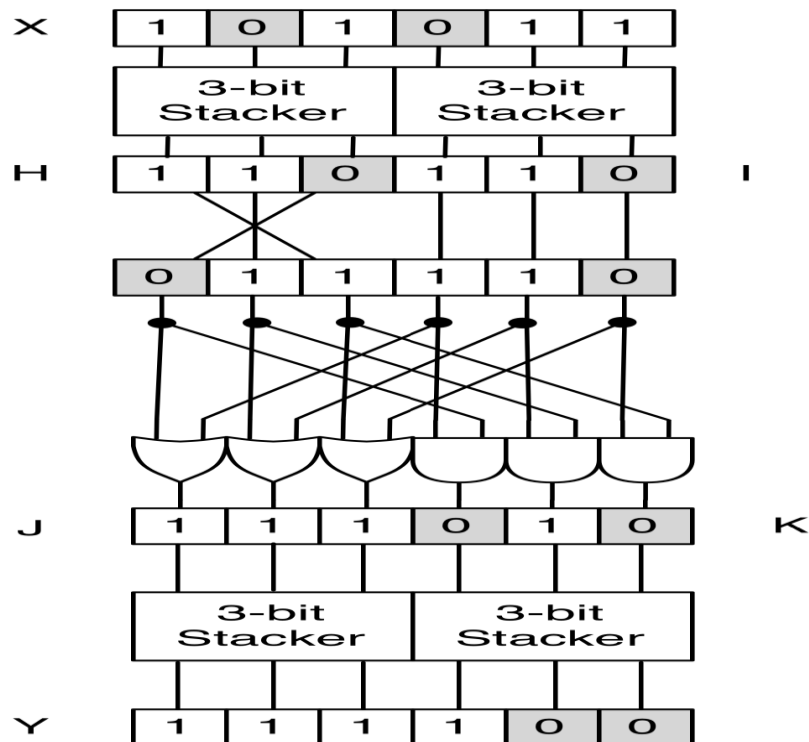 X 1 0 1 0 1 1
3-bit Stacker 3-bit Stacker
H 1 1 0 1 1 0 I
0 1 1 1 1 0
J 1 1 1 0 1 0 K
3-bit Stacker 3-bit Stacker
Y 1 1 1 1 0 0